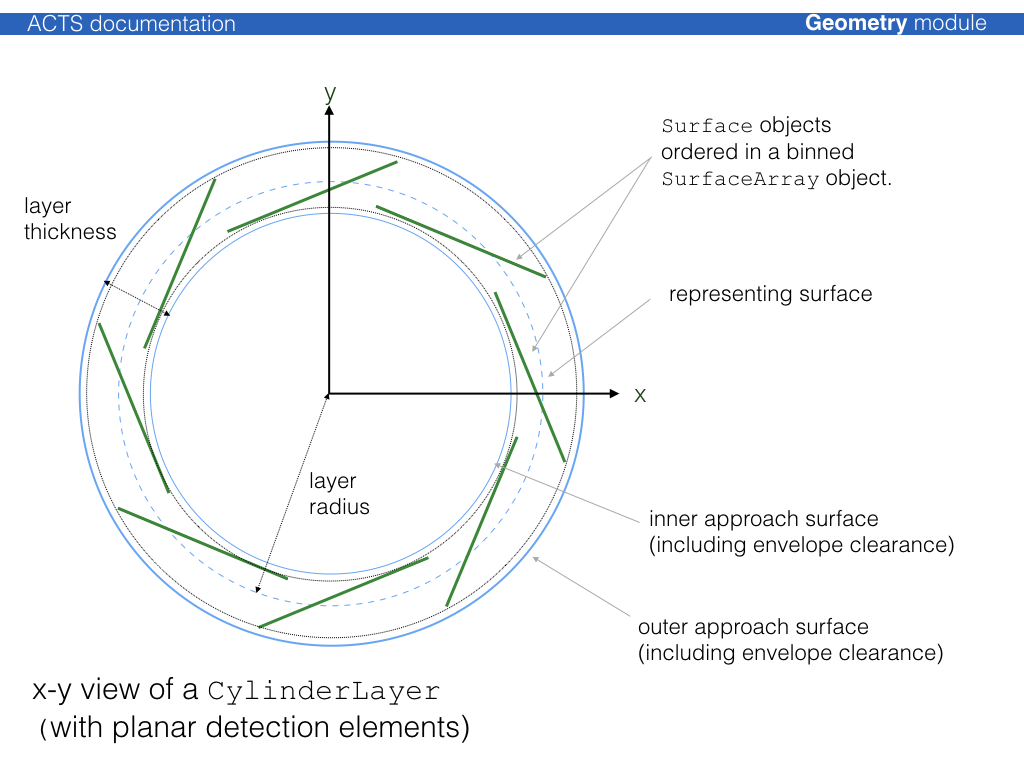 ACTS documentation
Geometry module
y
Surface objects
ordered in a binned
SurfaceArray object.
layer
thickness
representing surface
x
layer
radius
inner approach surface
(including envelope clearance)
outer approach surface
(including envelope clearance)
x-y view of a CylinderLayer
(with planar detection elements)